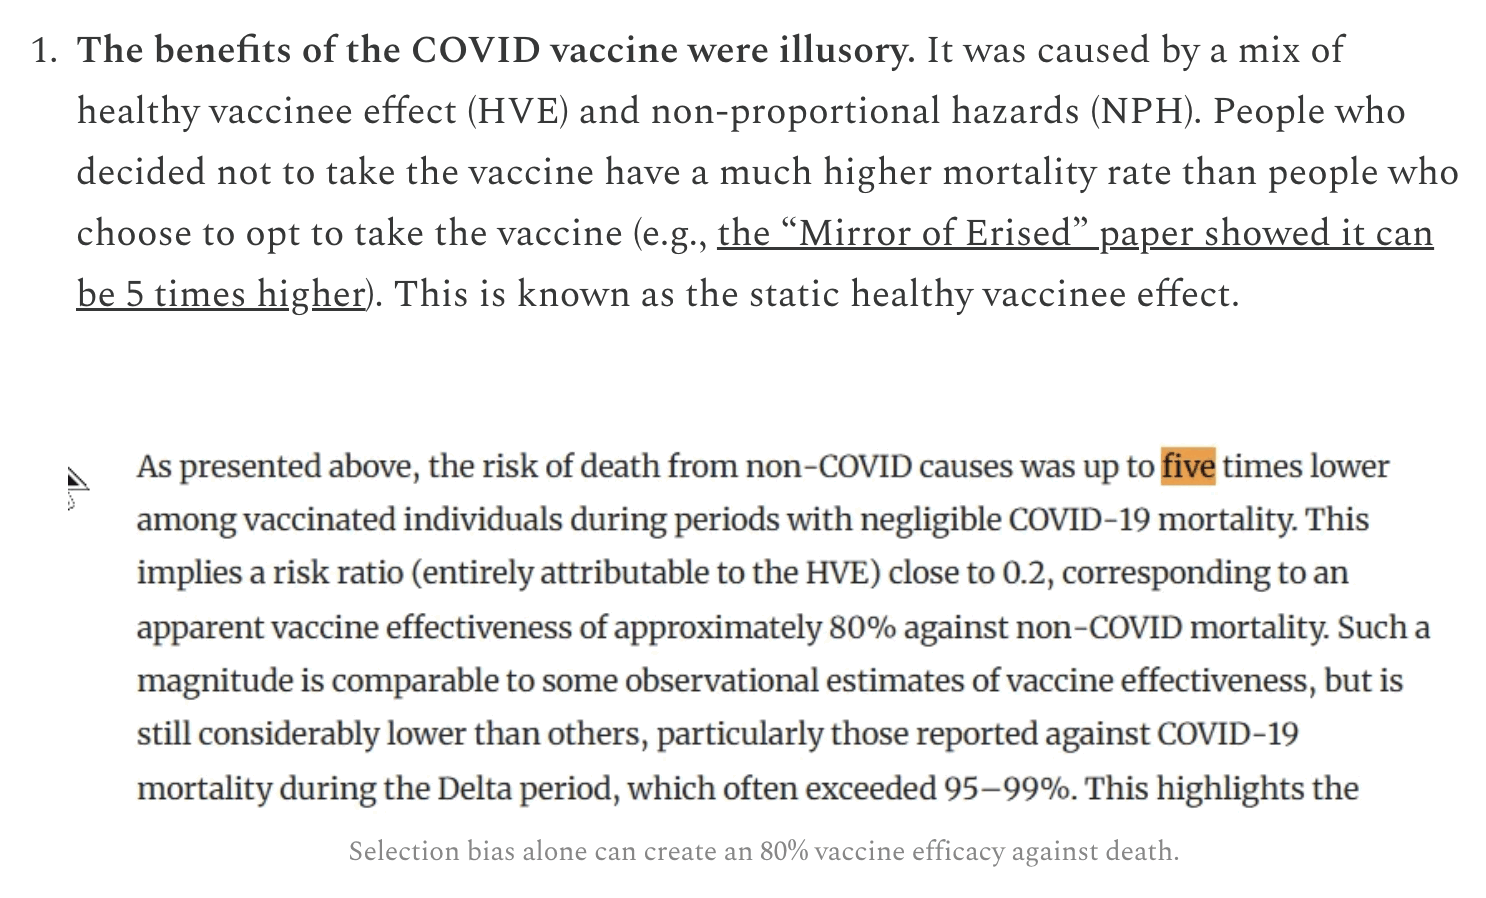 1. The benefits of the COVID vaccine were illusory. It was caused by a mix of
healthy vaccinee effect (HVE) and non-proportional hazards (NPH). People who
decided not to take the vaccine have a much higher mortality rate than people who
choose to opt to take the vaccine (e.g., the “Mirror of Erised” paper showed it can
be 5 times higher). This is known as the static healthy vaccinee effect.
As presented above, the risk of death from non-COVID causes was up to five times lower
among vaccinated individuals during periods with negligible COVID-19 mortality. This
implies a risk ratio (entirely attributable to the HVE) close to 0.2, corresponding to an
apparent vaccine effectiveness of approximately 80% against non-COVID mortality. Such a
magnitude is comparable to some observational estimates of vaccine effectiveness, but is
still considerably lower than others, particularly those reported against COVID-19
mortality during the Delta period, which often exceeded 95–99%. This highlights the
Selection bias alone can create an 80% vaccine efficacy against death.